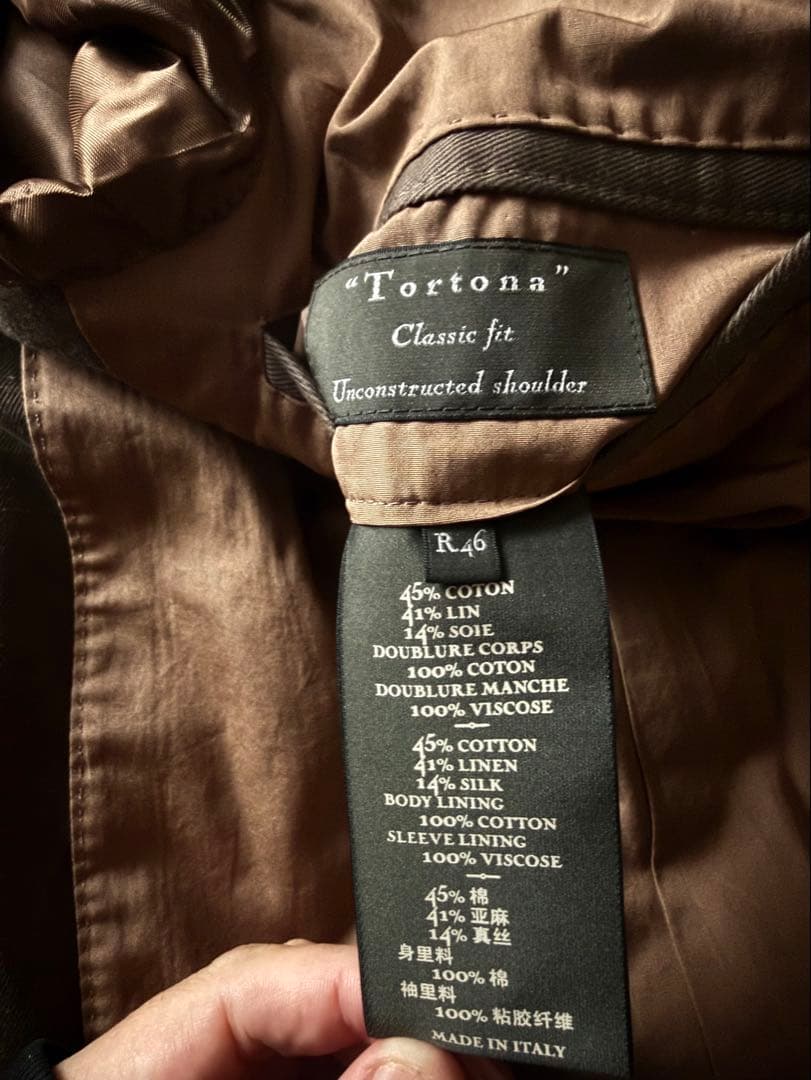 “Tortona”
Classic fit
Unconstructed shoulder
R46
45% COTON
41% LIN
14% SOIE
DOUBLURE CORPS
100% COTON
DOUBLURE MANCHE
100% VISCOSE
45% COTTON
41% LINEN
14% SILK
BODY LINING
100% COTTON
SLEEVE LINING
100% VISCOSE
45% 棉
41% 亚麻
14% 真丝
身里料
100% 棉
袖里料
100% 粘胶纤维
MADE IN ITALY